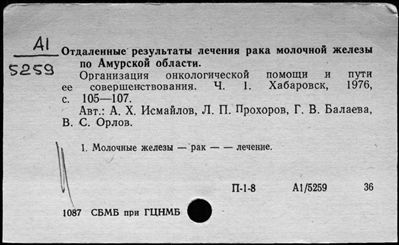 A1
5259
Отдаленные результаты лечения рака молочной железы
по Амурской области.
Организация онкологической помощи и пути
ее совершенствования. Ч. 1. Хабаровск, 1976,
с. 105—107.
Авт.: А. Х. Исмайлов, Л. П. Прохоров, Г. В. Балаева,
В. С. Орлов.
1. Молочные железы — рак — — лечение.
П-1-8 А1/5259 36
1087 СБМБ при ГЦНМБ